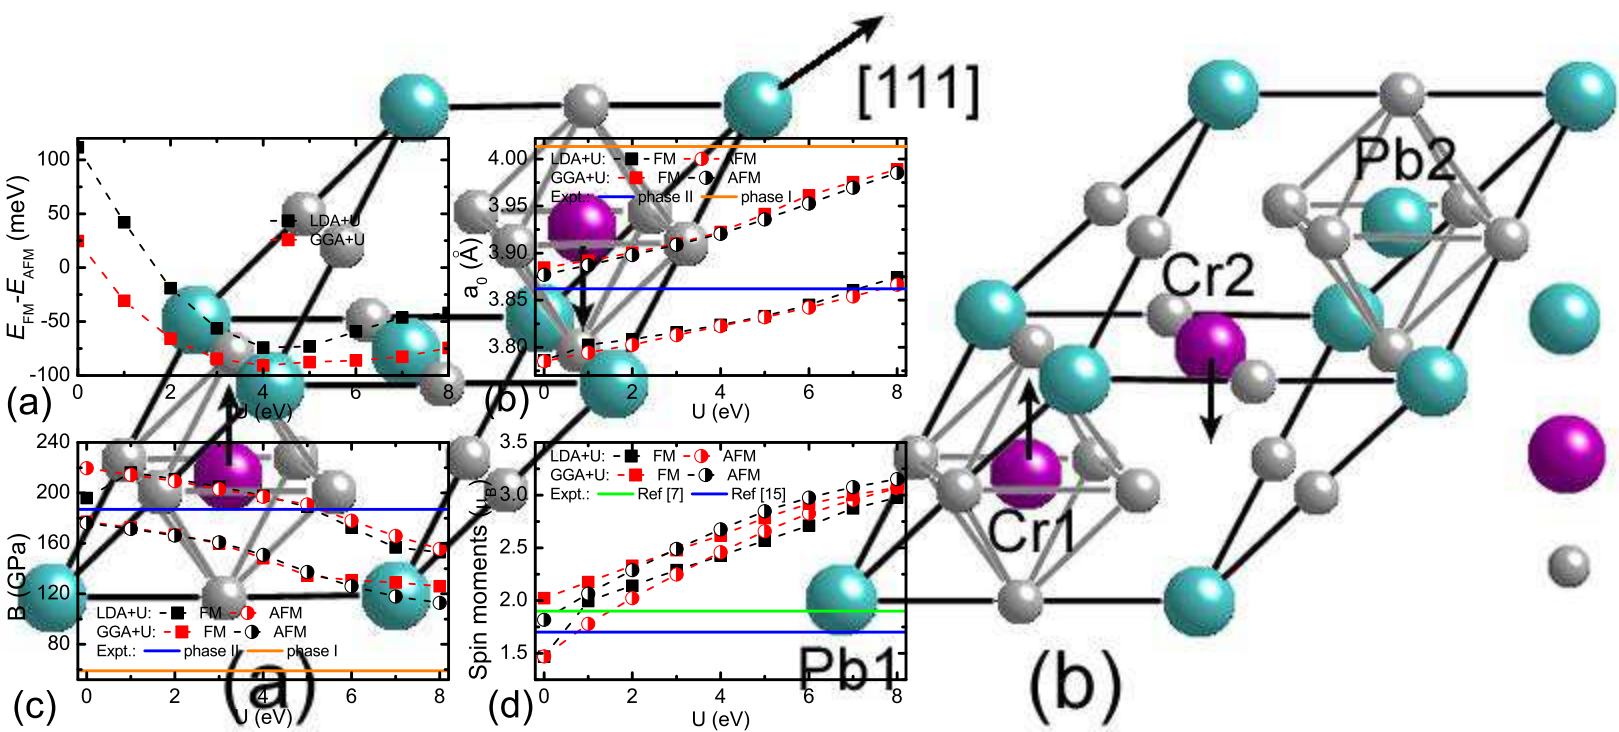 [111]
100
50
0
-50
-100
E_FM-E_AFM (meV)
LDA+U
GGA+U
0 2 4 6 8
U (eV)
(a)
4.00
3.95
3.90
3.85
3.80
a_0 (Å)
LDA+U: FM AFM
GGA+U: FM AFM
Expt.: phase II phase I
0 2 4 6 8
U (eV)
(b)
240
200
160
120
80
B (GPa)
LDA+U: FM AFM
GGA+U: FM AFM
Expt.: phase II phase I
0 2 4 6 8
U (eV)
(c)
(a)
3.5
3.0
2.5
2.0
1.5
Spin moments (μ_B)
LDA+U: FM AFM
GGA+U: FM AFM
Expt.: Ref [7] Ref [15]
0 2 4 6 8
U (eV)
(d)
Pb2
Cr2
Cr1
Pb1
(b)